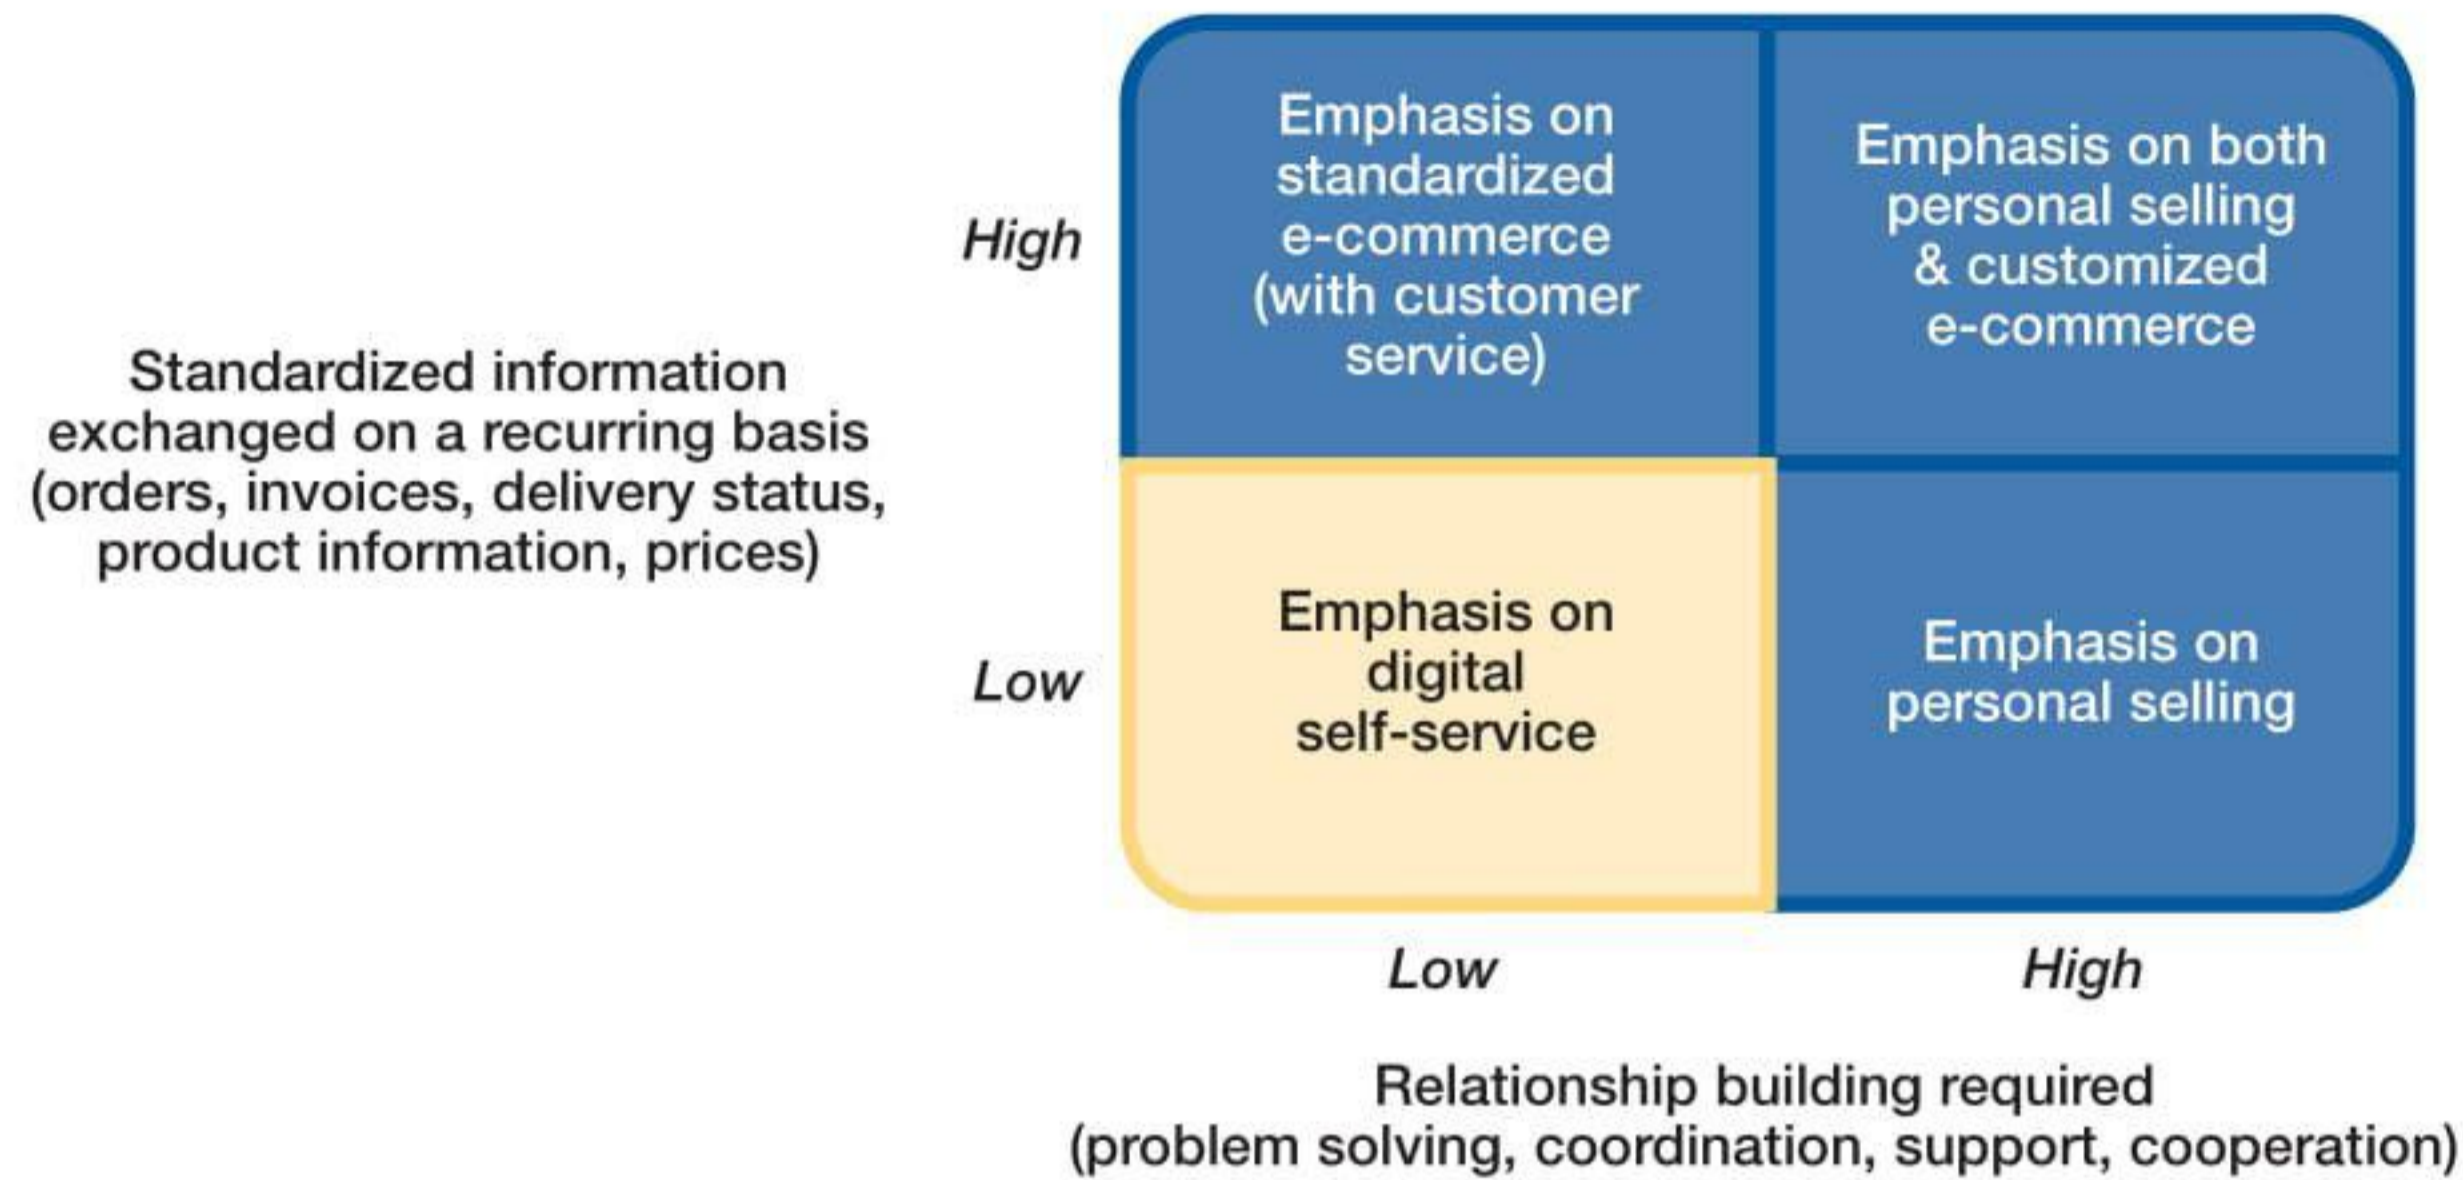 Standardized information
exchanged on a recurring basis
(orders, invoices, delivery status,
product information, prices)
High
Low
Emphasis on
standardized
e-commerce
(with customer
service)
Emphasis on both
personal selling
& customized
e-commerce
Emphasis on
digital
self-service
Emphasis on
personal selling
Low
High
Relationship building required
(problem solving, coordination, support, cooperation)